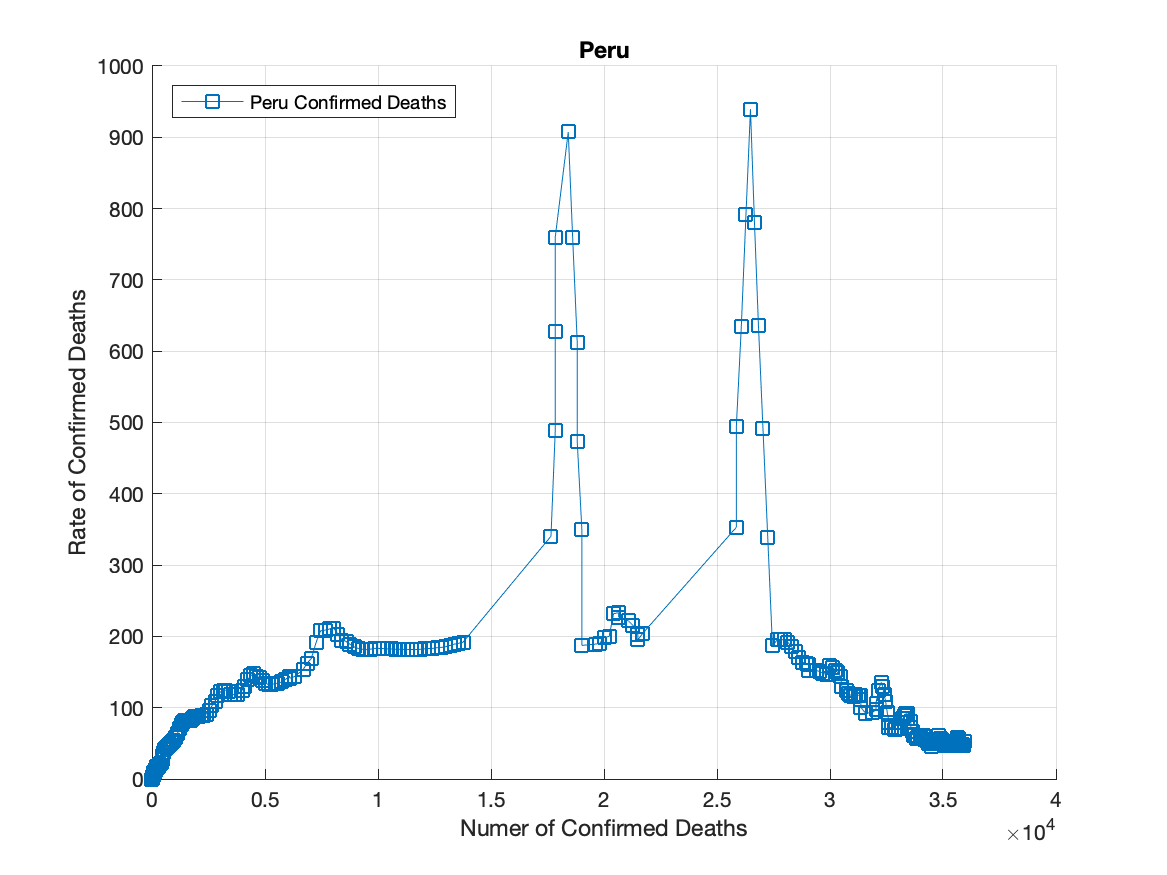 Peru
Peru Confirmed Deaths
Rate of Confirmed Deaths
1000
900
800
700
600
500
400
300
200
100
0
0 0.5 1 1.5 2 2.5 3 3.5 4
Numer of Confirmed Deaths
×10^4